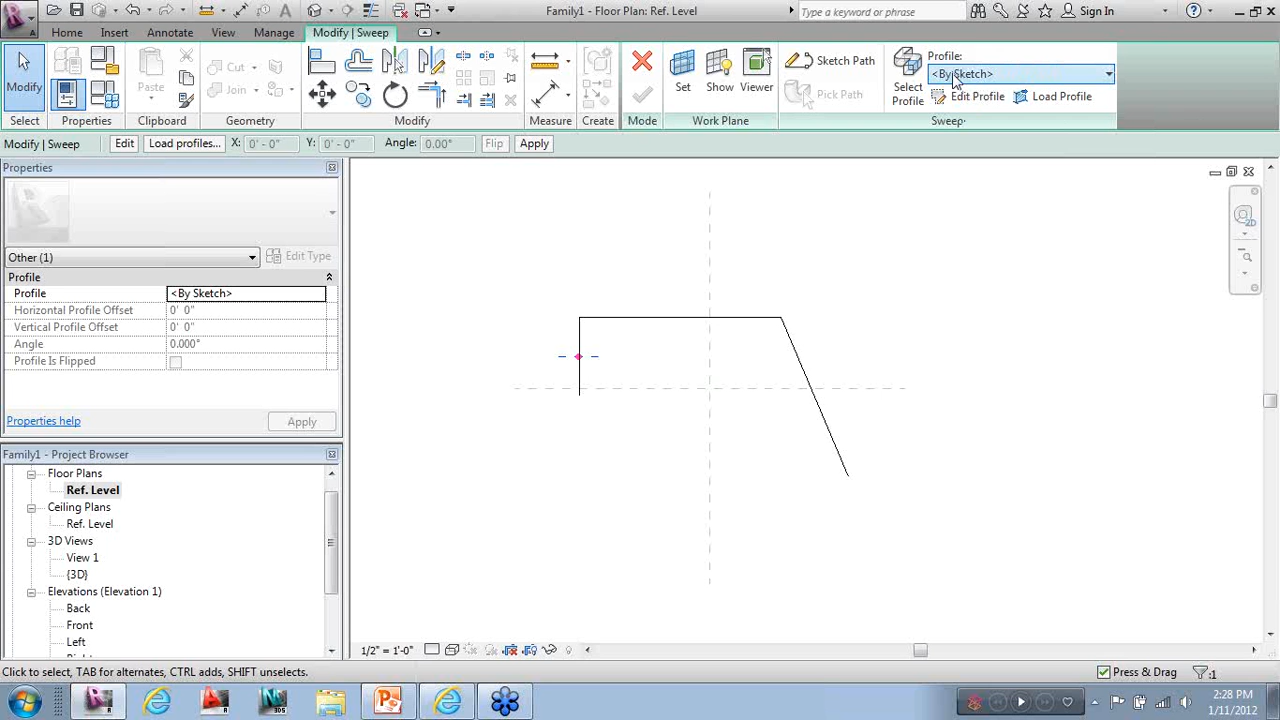 Family1 - Floor Plan: Ref. Level
Type a keyword or phrase
Sign In
Home Insert Annotate View Manage Modify | Sweep
Modify
Paste
Cut
Join
Set
Show
Viewer
Sketch Path
Pick Path
Select Profile
Profile:
<By Sketch>
Edit Profile
Load Profile
Select Properties Clipboard Geometry Modify Measure Create Mode Work Plane Sweep
Modify | Sweep Edit Load profiles... X: 0' - 0" Y: 0' - 0" Angle: 0.00° Flip Apply
Properties
Other (1) Edit Type
Profile
Profile <By Sketch>
Horizontal Profile Offset 0' 0"
Vertical Profile Offset 0' 0"
Angle 0.000°
Profile Is Flipped
Properties help Apply
Family1 - Project Browser
Floor Plans
Ref. Level
Ceiling Plans
Ref. Level
3D Views
View 1
{3D}
Elevations (Elevation 1)
Back
Front
Left
1/2" = 1'-0"
Click to select, TAB for alternates, CTRL adds, SHIFT unselects.
Press & Drag
:1
2:28 PM
1/11/2012